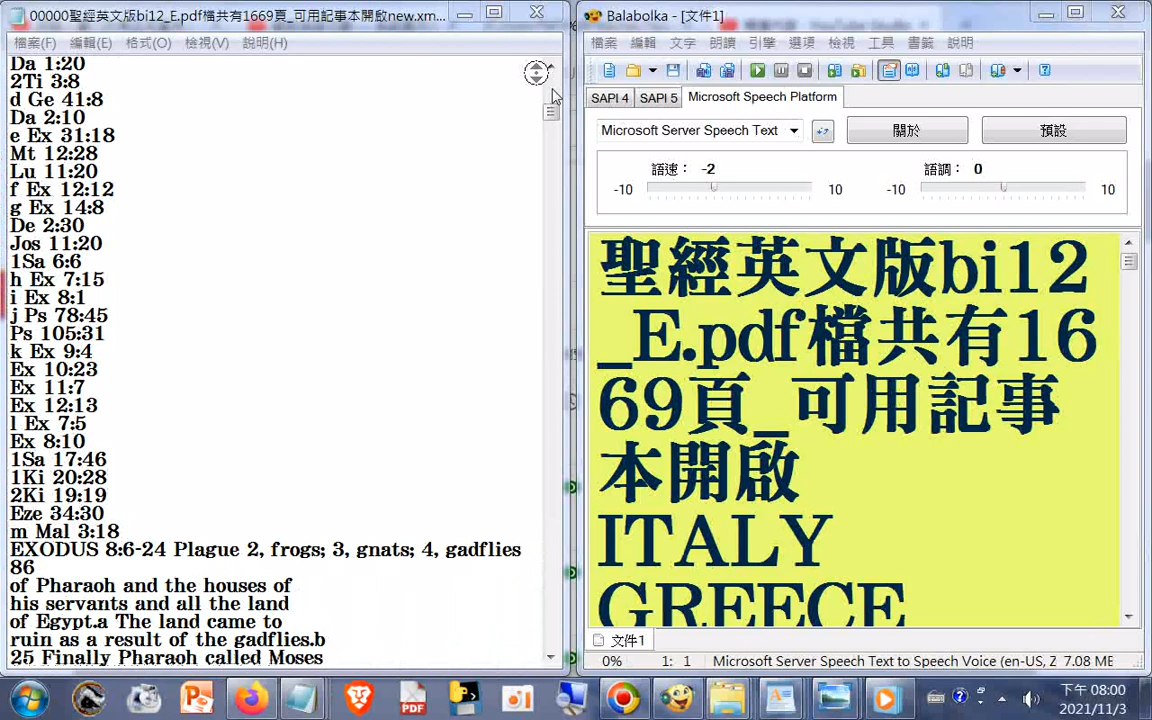 00000聖經英文版bi12_E.pdf檔共有1669頁_可用記事本開啟new.xm...
檔案(F) 編輯(E) 格式(O) 檢視(V) 說明(H)
Da 1:20
2Ti 3:8
d Ge 41:8
Da 2:10
e Ex 31:18
Mt 12:28
Lu 11:20
f Ex 12:12
g Ex 14:8
De 2:30
Jos 11:20
1Sa 6:6
h Ex 7:15
i Ex 8:1
j Ps 78:45
Ps 105:31
k Ex 9:4
Ex 10:23
Ex 11:7
Ex 12:13
l Ex 7:5
Ex 8:10
1Sa 17:46
1Ki 20:28
2Ki 19:19
Eze 34:30
m Mal 3:18
EXODUS 8:6-24 Plague 2, frogs; 3, gnats; 4, gadflies
86
of Pharaoh and the houses of
his servants and all the land
of Egypt.a The land came to
ruin as a result of the gadflies.b
25 Finally Pharaoh called Moses
Balabolka - [文件1]
檔案 編輯 文字 朗讀 引擎 選項 檢視 工具 書籤 說明
SAPI 4 SAPI 5 Microsoft Speech Platform
Microsoft Server Speech Text 關於 預設
語速： -2 語調： 0
-10 10 -10 10
聖經英文版bi12
_E.pdf檔共有16
69頁_可用記事
本開啟
ITALY
GREECE
文件1
0% 1: 1 Microsoft Server Speech Text to Speech Voice (en-US, Z 7.08 ME
PDF
下午 08:00
2021/11/3